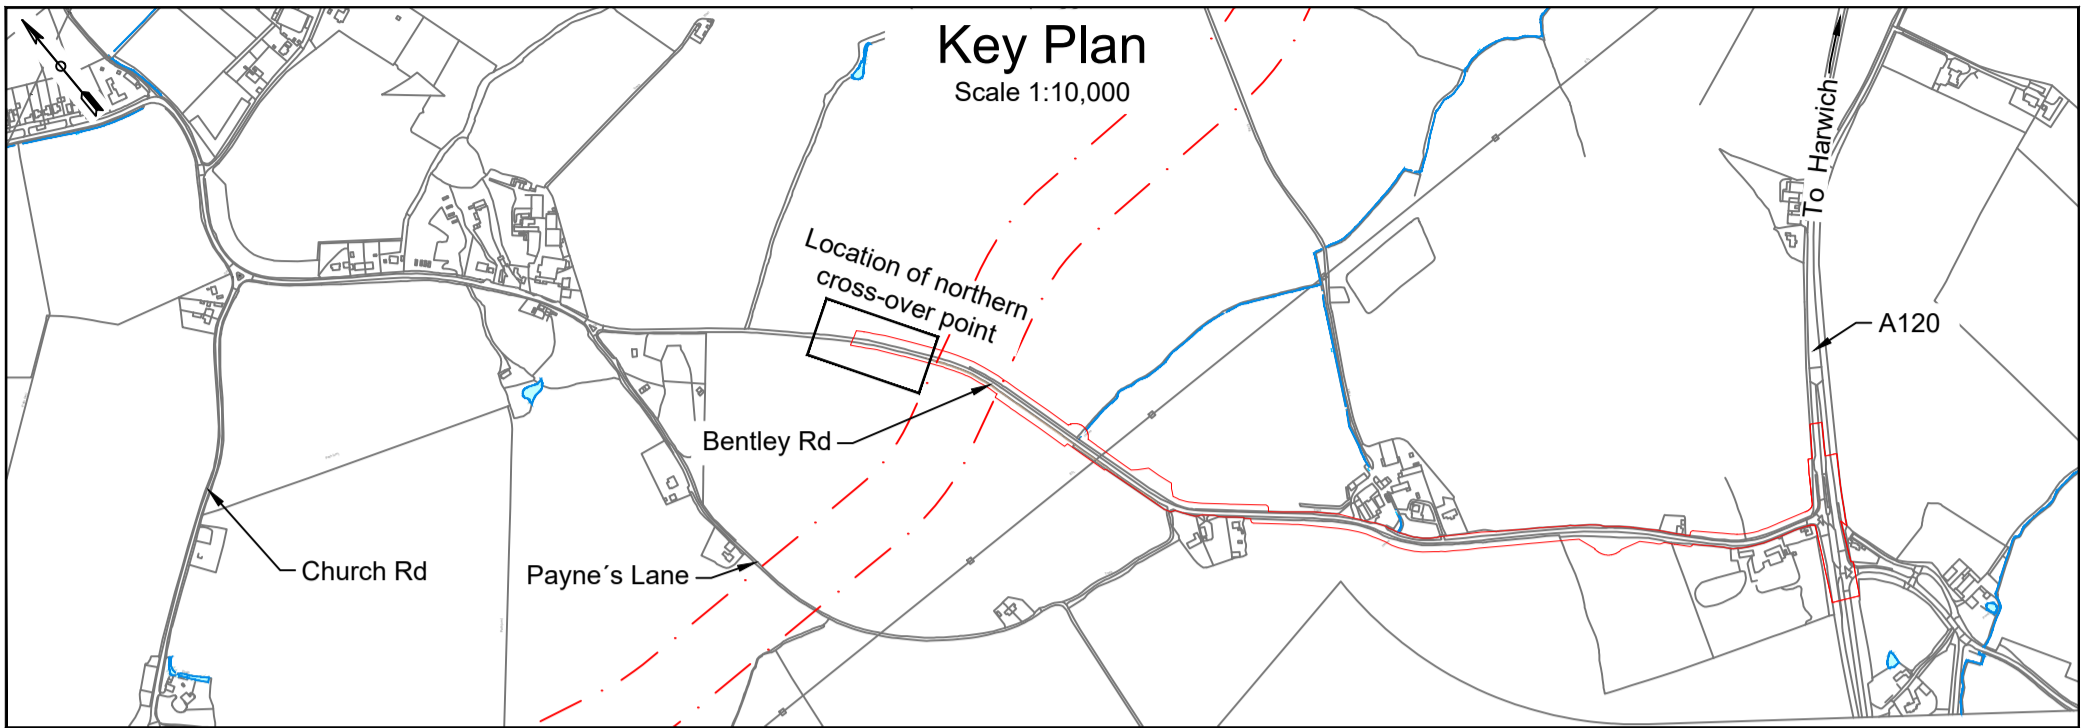 Key Plan
Scale 1:10,000
To Harwich
Location of northern
cross-over point
A120
Bentley Rd
Church Rd
Payne´s Lane